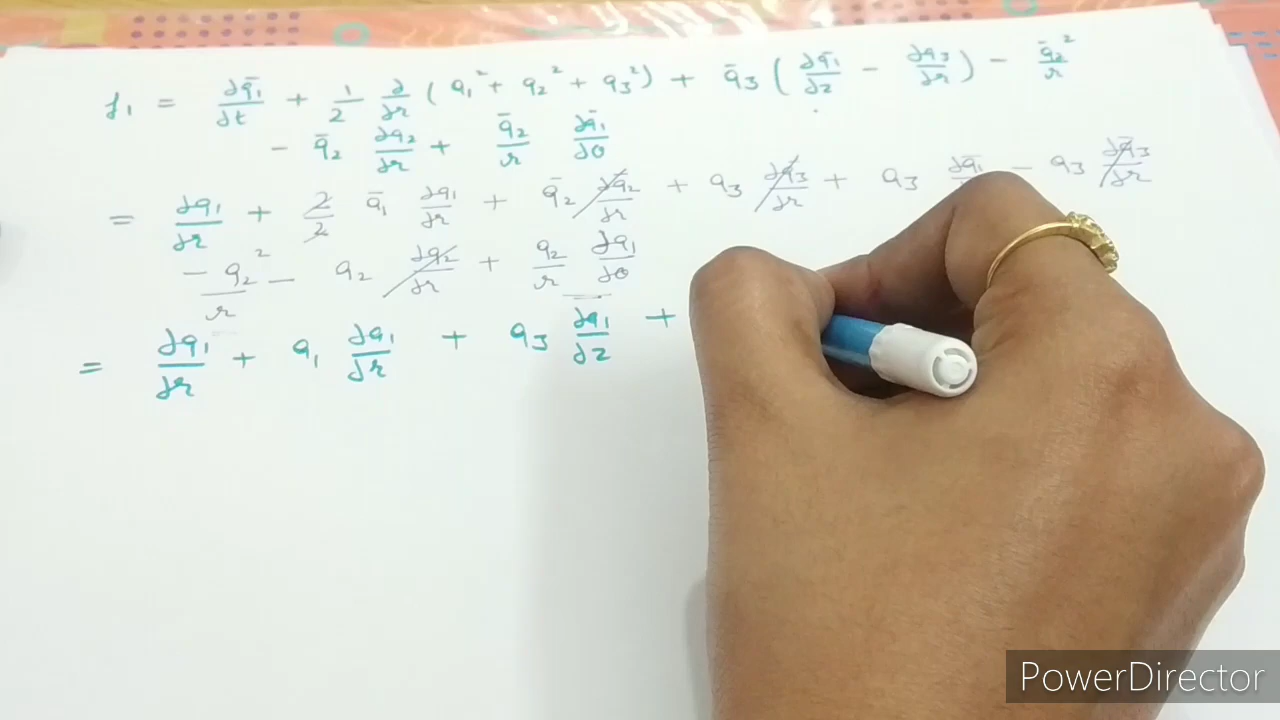 f₁ = ∂q̄₁/∂t + 1/2 ∂/∂r (q₁² + q₂² + q₃²) + q̄₃ (∂q̄₁/∂z − ∂q₃/∂r) − q̄₂²/r
− q̄₂ ∂q₂/∂r + q̄₂/r ∂q̄₁/∂θ
= ∂q₁/∂r + 2/2 q̄₁ ∂q₁/∂r + q̄₂ ∂q₂/∂r + q₃ ∂q₃/∂r + q₃ ∂q̄₁ − q₃ ∂q₃/∂r
− q₂²/r − q₂ ∂q₂/∂r + q₂/r ∂q₁/∂θ
= ∂q₁/∂r + q₁ ∂q₁/∂r + q₃ ∂q₁/∂z +
PowerDirector